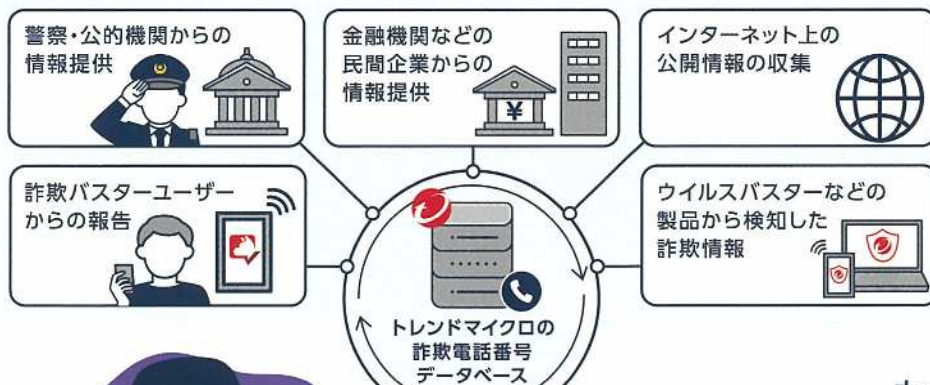 警察・公的機関からの
情報提供
金融機関などの
民間企業からの
情報提供
¥
インターネット上の
公開情報の収集
詐欺バスターユーザー
からの報告
ウイルスバスターなどの
製品から検知した
詐欺情報
トレンドマイクロの
詐欺電話番号
データベース